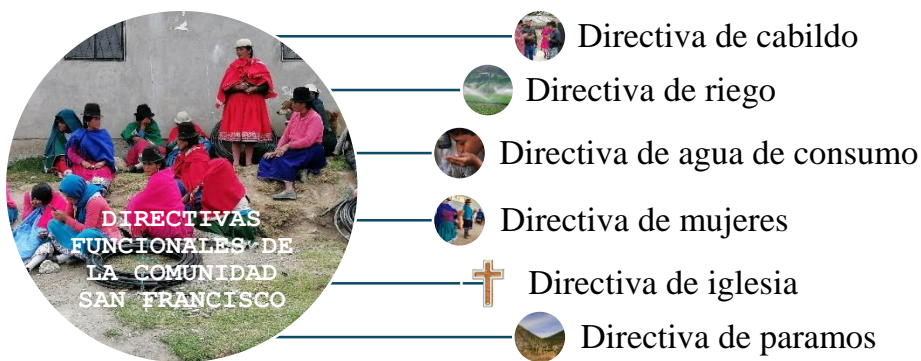 DIRECTIVAS
FUNCIONALES DE
LA COMUNIDAD
SAN FRANCISCO
Directiva de cabildo
Directiva de riego
Directiva de agua de consumo
Directiva de mujeres
Directiva de iglesia
Directiva de paramos